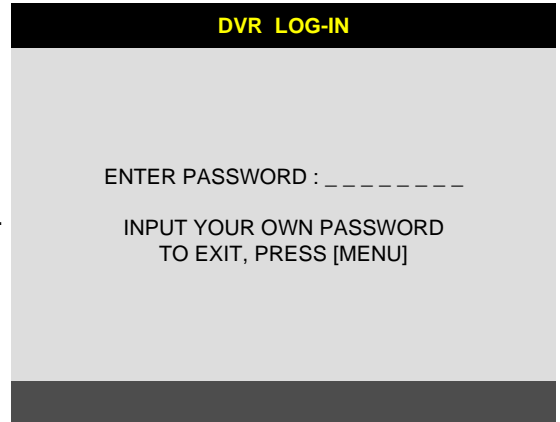 DVR LOG-IN
ENTER PASSWORD : _ _ _ _ _ _ _ _
INPUT YOUR OWN PASSWORD
TO EXIT, PRESS [MENU]